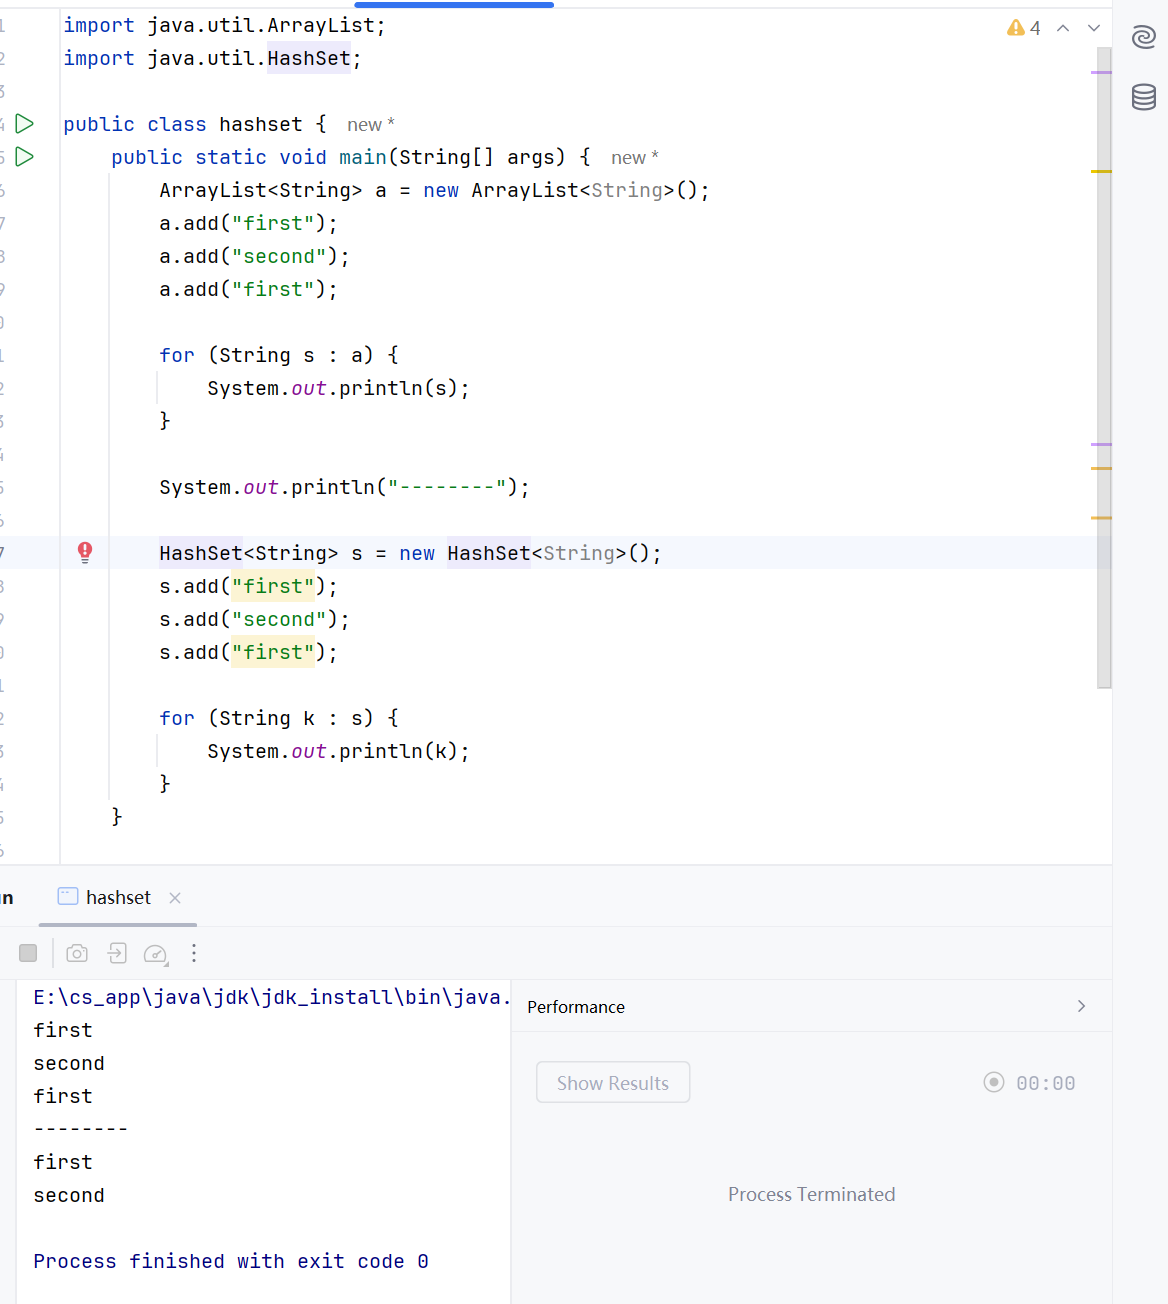 import java.util.ArrayList;
4
import java.util.HashSet;
public class hashset { new *
public static void main(String[] args) { new *
ArrayList<String> a = new ArrayList<String>();
a.add("first");
a.add("second");
a.add("first");
for (String s : a) {
System.out.println(s);
}
System.out.println("--------");
HashSet<String> s = new HashSet<String>();
s.add("first");
s.add("second");
s.add("first");
for (String k : s) {
System.out.println(k);
}
}
hashset
E:\cs_app\java\jdk\jdk_install\bin\java.
first
second
first
--------
first
second
Process finished with exit code 0
Performance
Show Results
00:00
Process Terminated